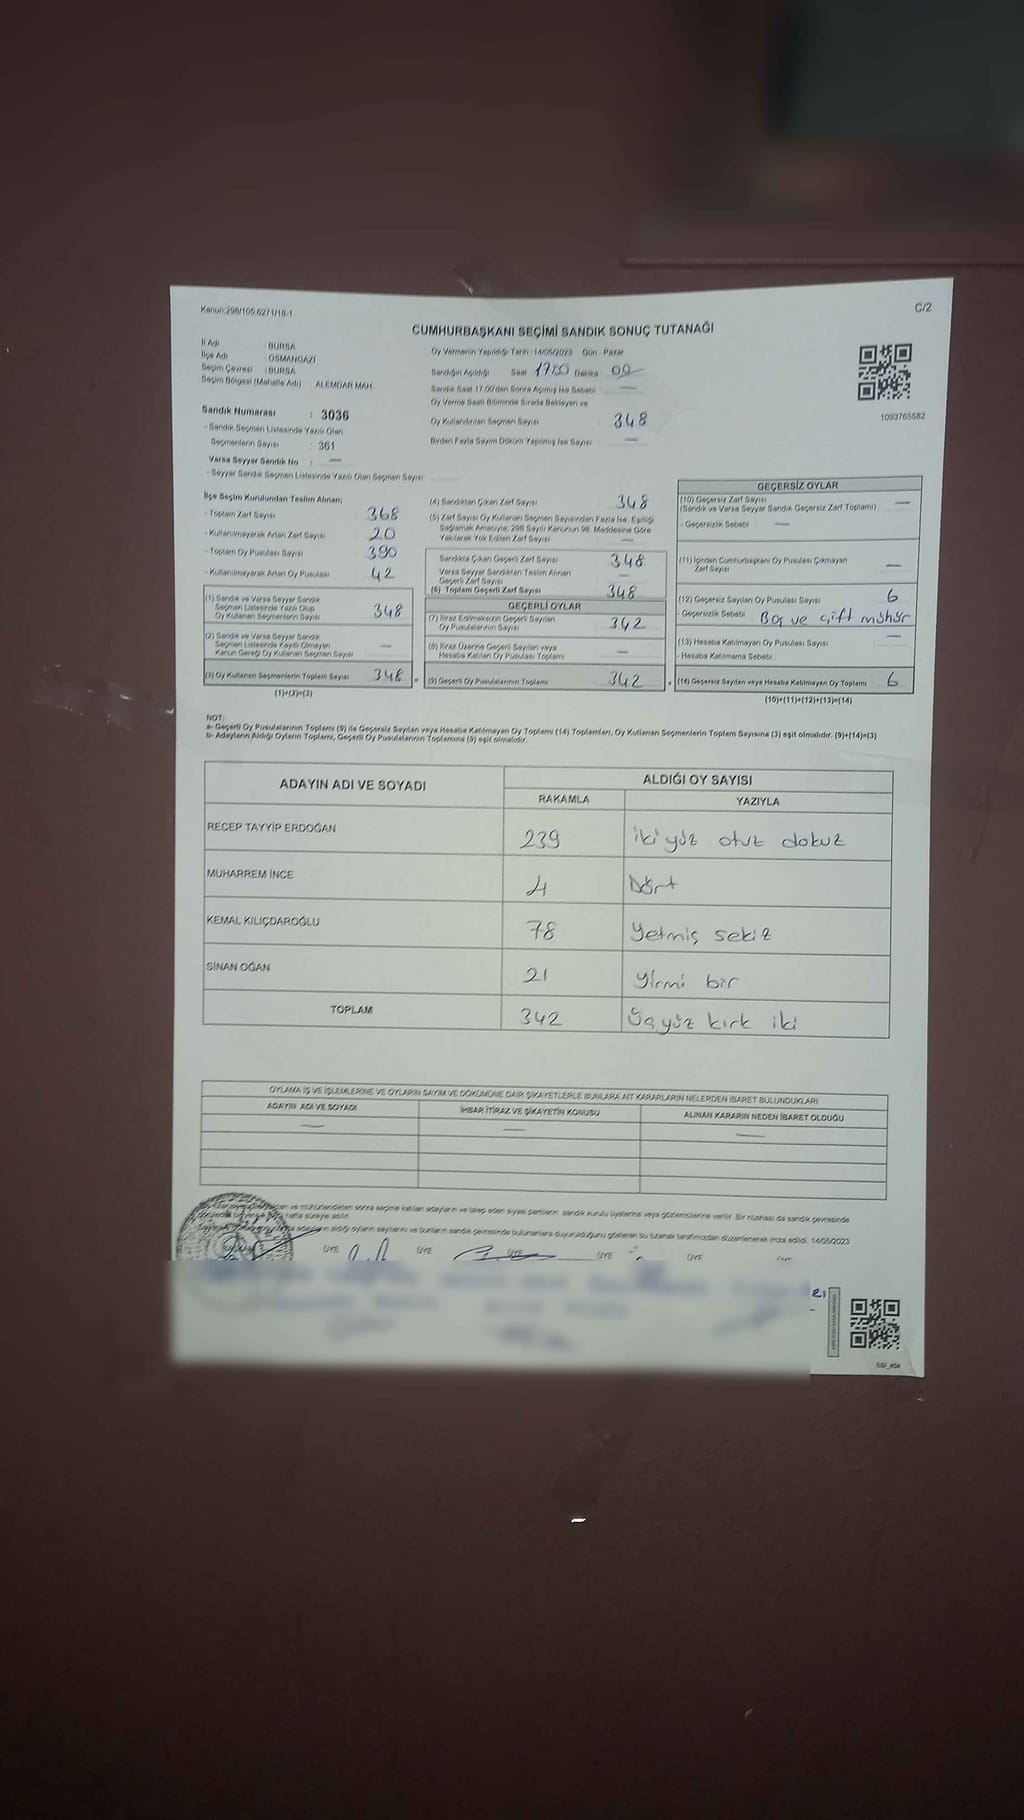 Kanun:298/105,6271/18-1
C/2
CUMHURBAŞKANI SEÇİMİ SANDIK SONUÇ TUTANAĞI
İl Adı : BURSA
İlçe Adı : OSMANGAZİ
Seçim Çevresi : BURSA
Seçim Bölgesi (Mahalle Adı) : ALEMDAR MAH.
Sandık Numarası : 3036
- Sandık Seçmen Listesinde Yazılı Olan
Seçmenlerin Sayısı : 361
Varsa Seyyar Sandık No : —
- Seyyar Sandık Seçmen Listesinde Yazılı Olan Seçmen Sayısı
Oy Vermenin Yapıldığı Tarih : 14/05/2023 Gün : Pazar
Sandığın Açıldığı Saat 1700 Dakika 00
Sandık Saat 17:00'den Sonra Açılmış İse Sebebi : —
Oy Verme Saati Bitiminde Sırada Bekleyen ve
Oy Kullandırılan Seçmen Sayısı 348
Birden Fazla Sayım Döküm Yapılmış İse Sayısı —
1093765582
İlçe Seçim Kurulundan Teslim Alınan;
- Toplam Zarf Sayısı 368
- Kullanılmayarak Artan Zarf Sayısı 20
- Toplam Oy Pusulası Sayısı 390
- Kullanılmayarak Artan Oy Pusulası 42
(1) Sandık ve Varsa Seyyar Sandık
Seçmen Listesinde Yazılı Olup
Oy Kullanan Seçmenlerin Sayısı 348
(2) Sandık ve Varsa Seyyar Sandık
Seçmen Listesinde Kayıtlı Olmayan
Kanun Gereği Oy Kullanan Seçmen Sayısı —
(3) Oy Kullanan Seçmenlerin Toplam Sayısı 348
(1)+(2)=(3)
(4) Sandıktan Çıkan Zarf Sayısı 348
(5) Zarf Sayısı Oy Kullanan Seçmen Sayısından Fazla İse, Eşitliği
Sağlamak Amacıyla, 298 Sayılı Kanunun 98. Maddesine Göre
Yakılarak Yok Edilen Zarf Sayısı —
Sandıkta Çıkan Geçerli Zarf Sayısı 348
Varsa Seyyar Sandıktan Teslim Alınan
Geçerli Zarf Sayısı —
(6) Toplam Geçerli Zarf Sayısı 348
GEÇERLİ OYLAR
(7) İtiraz Edilmeksizin Geçerli Sayılan
Oy Pusulalarının Sayısı 342
(8) İtiraz Üzerine Geçerli Sayılan veya
Hesaba Katılan Oy Pusulası Toplamı —
(9) Geçerli Oy Pusulalarının Toplamı 342
GEÇERSİZ OYLAR
(10) Geçersiz Zarf Sayısı —
(Sandık ve Varsa Seyyar Sandık Geçersiz Zarf Toplamı)
- Geçersizlik Sebebi : —
(11) İçinden Cumhurbaşkanı Oy Pusulası Çıkmayan
Zarf Sayısı —
(12) Geçersiz Sayılan Oy Pusulası Sayısı 6
- Geçersizlik Sebebi : Boş ve çift mühür
(13) Hesaba Katılmayan Oy Pusulası Sayısı —
- Hesaba Katılmama Sebebi :
(14) Geçersiz Sayılan veya Hesaba Katılmayan Oy Toplamı 6
(10)+(11)+(12)+(13)=(14)
NOT:
a- Geçerli Oy Pusulalarının Toplamı (9) ile Geçersiz Sayılan veya Hesaba Katılmayan Oy Toplamı (14) Toplamları, Oy Kullanan Seçmenlerin Toplam Sayısına (3) eşit olmalıdır. (9)+(14)=(3)
b- Adayların Aldığı Oyların Toplamı, Geçerli Oy Pusulalarının Toplamına (9) eşit olmalıdır.
ADAYIN ADI VE SOYADI ALDIĞI OY SAYISI
RAKAMLA YAZIYLA
RECEP TAYYİP ERDOĞAN 239 iki yüz otuz dokuz
MUHARREM İNCE 4 Dört
KEMAL KILIÇDAROĞLU 78 Yetmiş sekiz
SİNAN OĞAN 21 Yirmi bir
TOPLAM 342 Üçyüz kırk iki
OYLAMA İŞ VE İŞLEMLERİNE VE OYLARIN SAYIM VE DÖKÜMÜNE DAİR ŞİKAYETLERLE BUNLARA AİT KARARLARIN NELERDEN İBARET BULUNDUKLARI
ADAYIN ADI VE SOYADI İHBAR İTİRAZ VE ŞİKAYETİN KONUSU ALINAN KARARIN NEDEN İBARET OLDUĞU
— — —
ve mühürlendikten sonra seçime katılan adayların ve talep eden siyasi partilerin sandık kurulu üyelerine veya gözlemcilerine verilir. Bir nüshası da sandık çevresinde
hafta süreyle asılır.
adayların aldığı oyların sayılarını ve bunların sandık çevresinde bulunanlara duyurulduğunu gösteren bu tutanak tarafımızdan düzenlenerek imza edildi. 14/05/2023
ÜYE ÜYE ÜYE ÜYE ÜYE